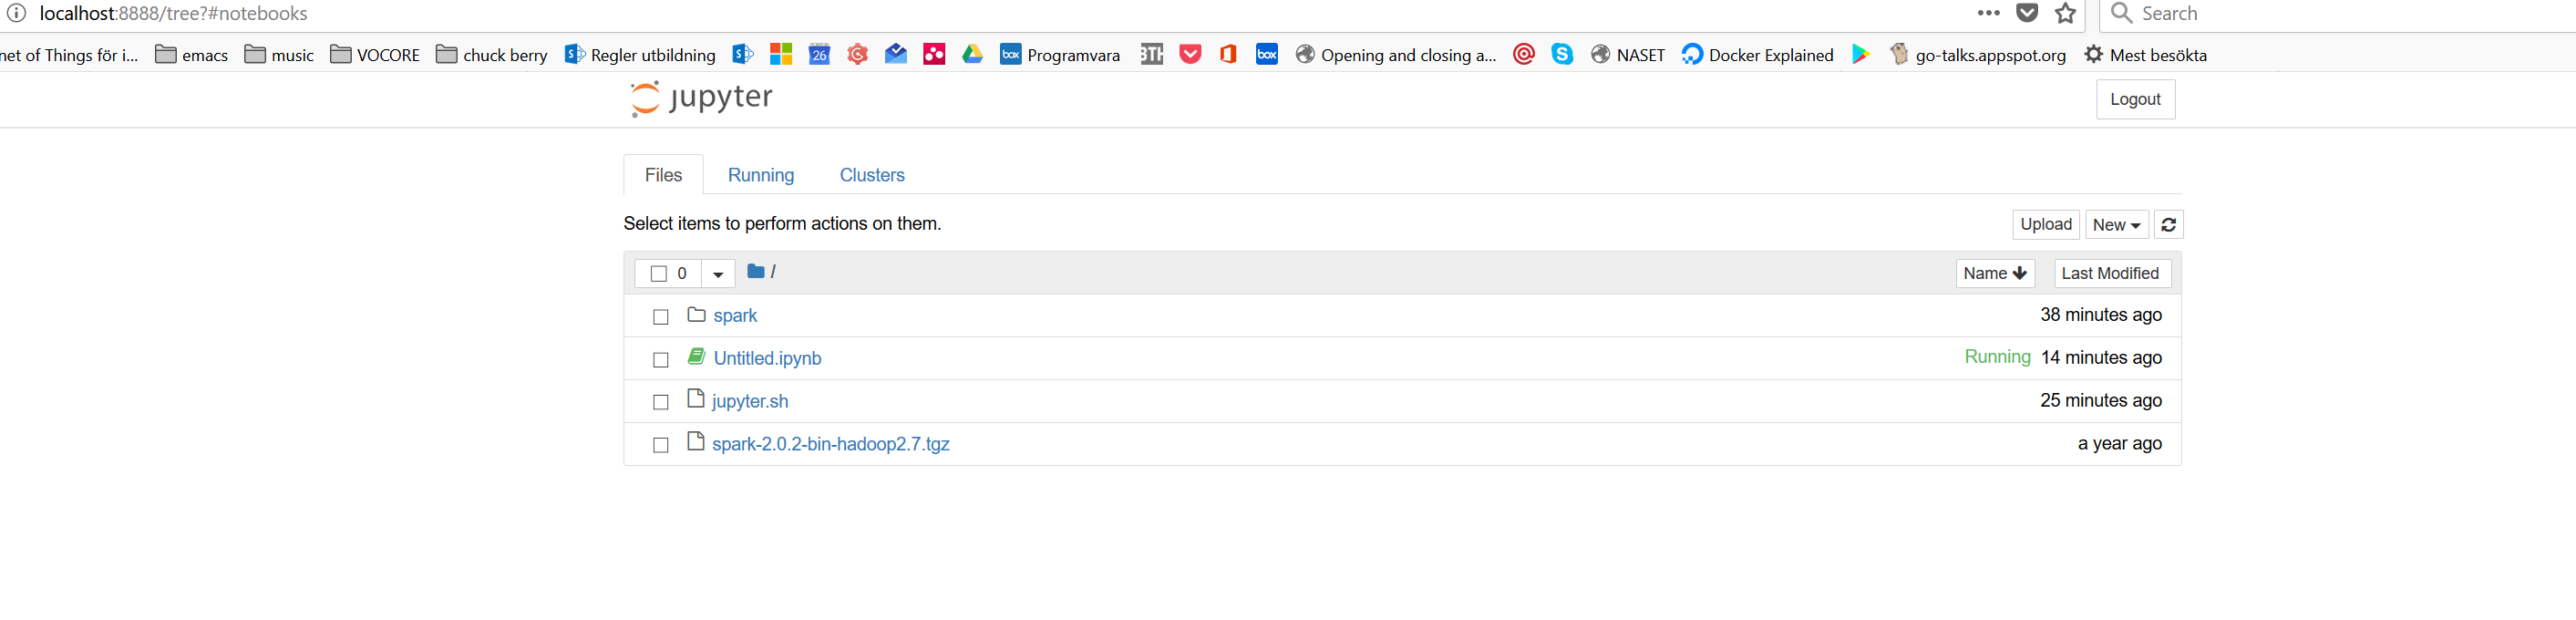 localhost:8888/tree?#notebooks Search
net of Things för i... emacs music VOCORE chuck berry S Regler utbildning S 26 G box Programvara BTH box Opening and closing a... S NASET Docker Explained go-talks.appspot.org Mest besökta
jupyter Logout
Files Running Clusters
Select items to perform actions on them. Upload New
0 / Name Last Modified
spark 38 minutes ago
Untitled.ipynb Running 14 minutes ago
jupyter.sh 25 minutes ago
spark-2.0.2-bin-hadoop2.7.tgz a year ago